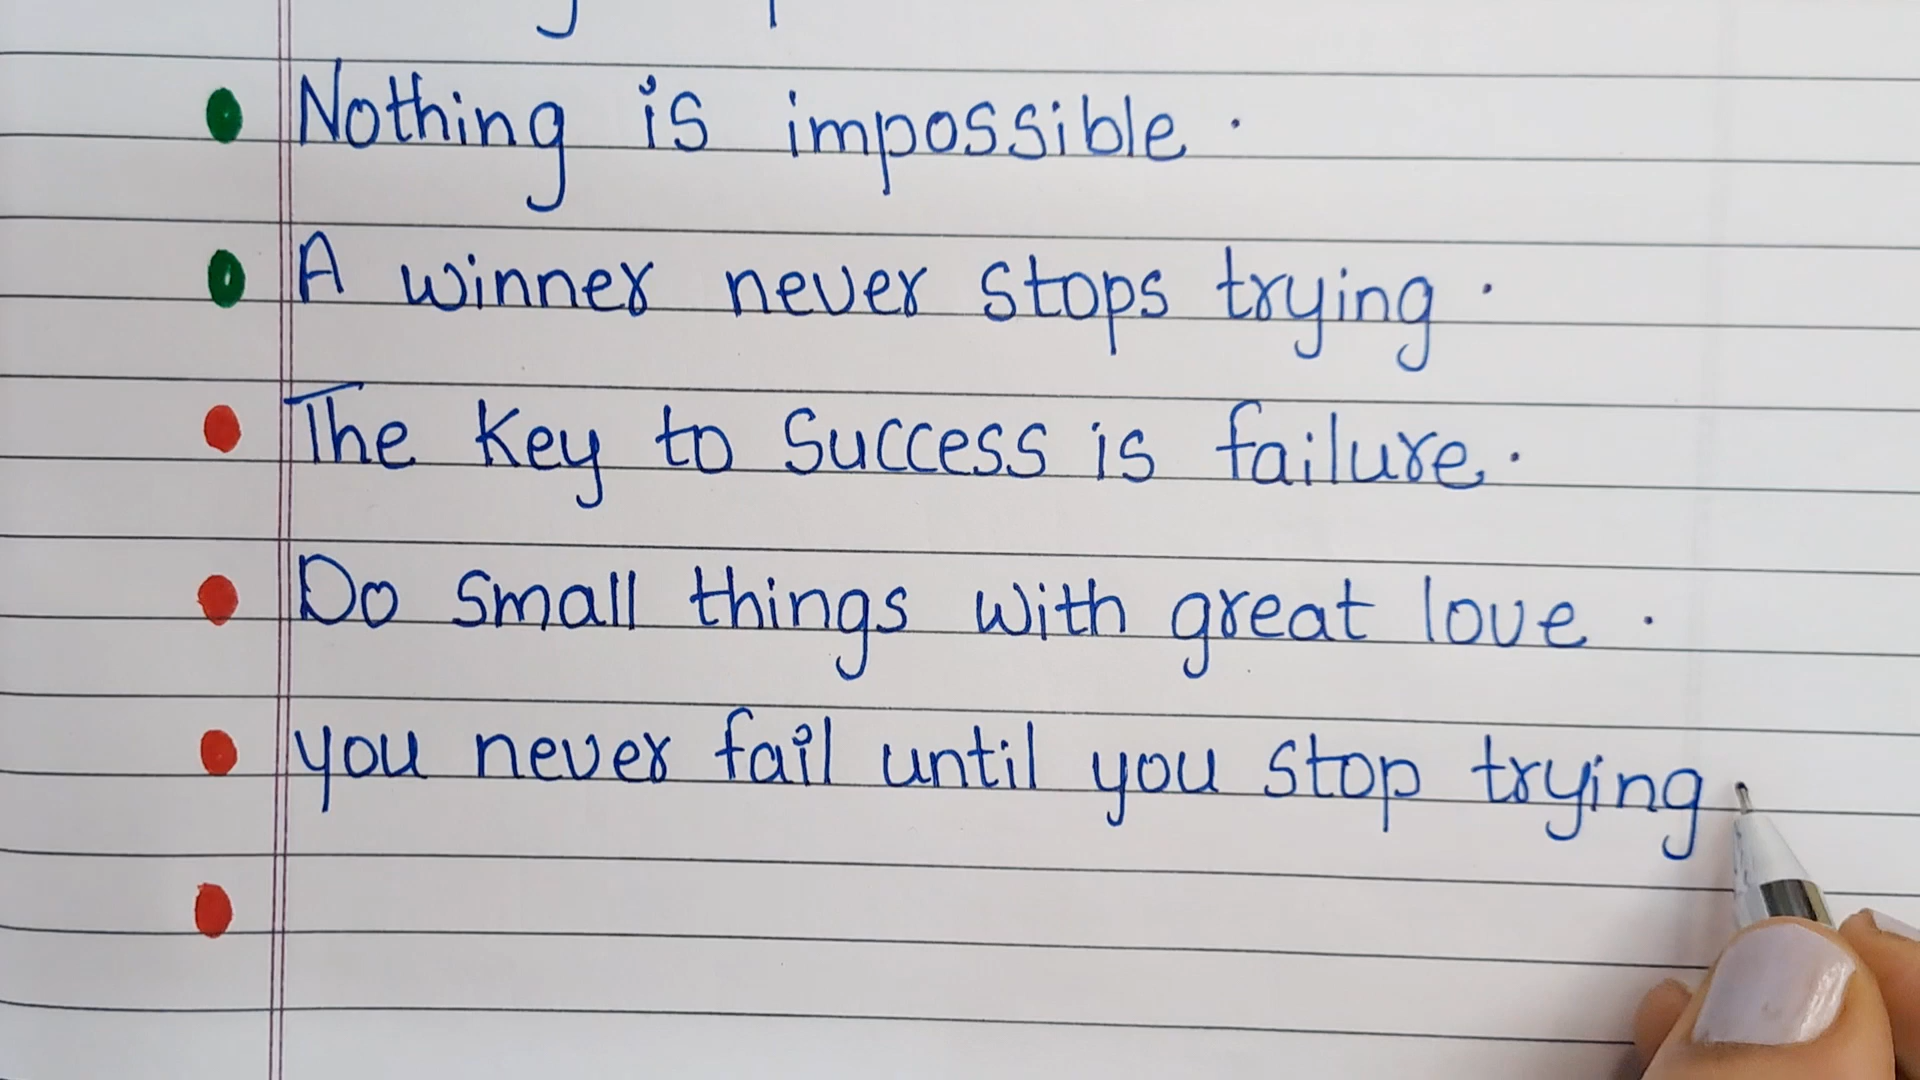 Nothing is impossible.
A winner never stops trying.
The Key to Success is failure.
Do Small things with great love.
you never fail until you stop trying